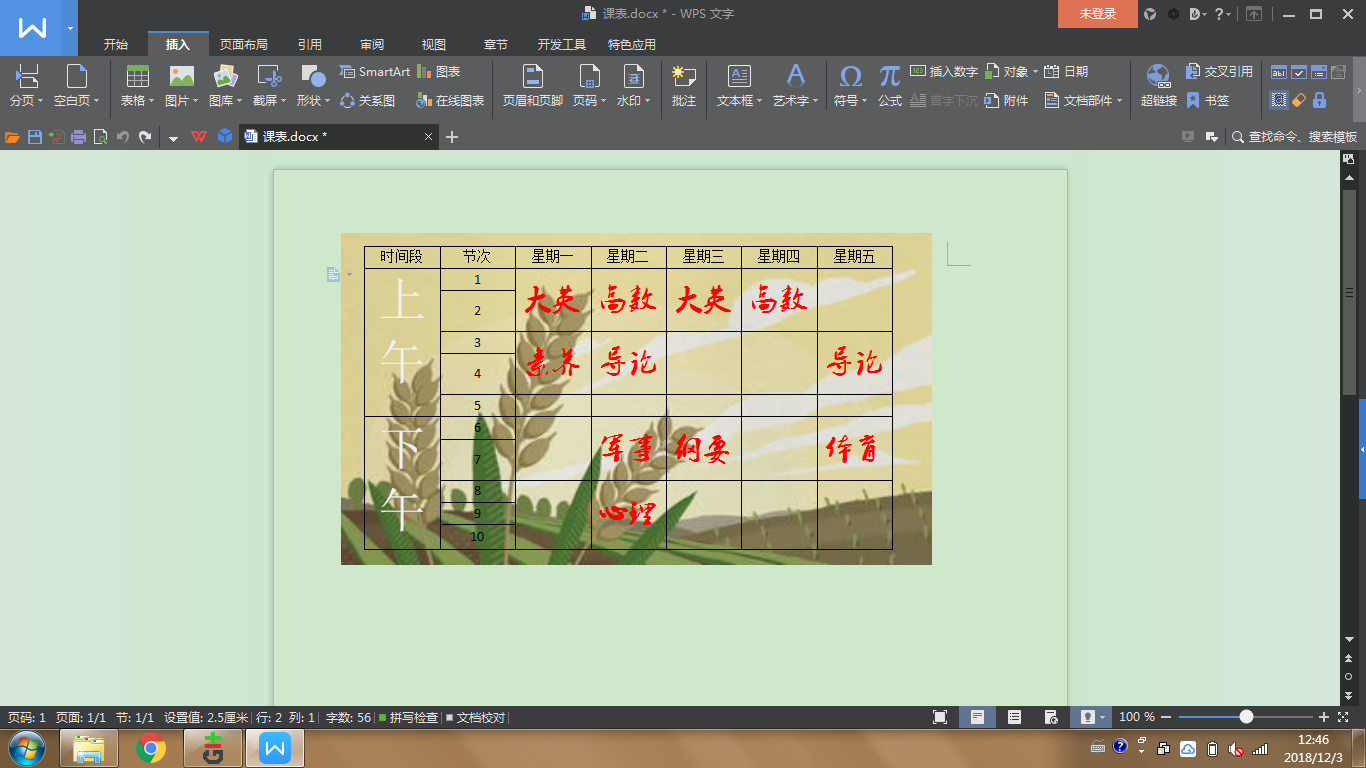 课表.docx * - WPS 文字
未登录
开始 插入 页面布局 引用 审阅 视图 章节 开发工具 特色应用
SmartArt 图表 插入数字 对象 日期 交叉引用
分页 空白页 表格 图片 图库 截屏 形状 关系图 在线图表 页眉和页脚 页码 水印 批注 文本框 艺术字 符号 公式 首字下沉 附件 文档部件 超链接 书签
课表.docx *
查找命令、搜索模板
时间段 节次 星期一 星期二 星期三 星期四 星期五
上午
1
2
大英 高数 大英 高数
3
4
素养 导论 导论
5
下午
6
7
军事 纲要 体育
8
9
心理
10
页码: 1 页面: 1/1 节: 1/1 设置值: 2.5厘米 行: 2 列: 1 字数: 56 拼写检查 文档校对 100 %
12:46
2018/12/3